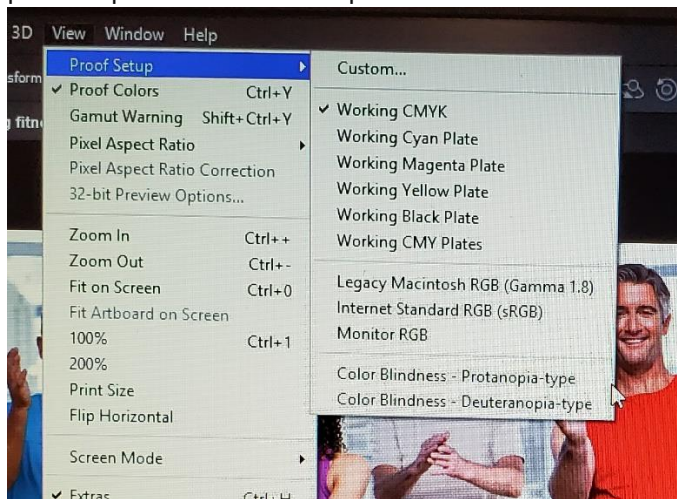 3D View Window Help
sform
fitn
Proof Setup
Proof Colors Ctrl+Y
Gamut Warning Shift+Ctrl+Y
Pixel Aspect Ratio
Pixel Aspect Ratio Correction
32-bit Preview Options...
Zoom In Ctrl++
Zoom Out Ctrl+-
Fit on Screen Ctrl+0
Fit Artboard on Screen
100% Ctrl+1
200%
Print Size
Flip Horizontal
Screen Mode
Extras Ctrl+H
Custom...
Working CMYK
Working Cyan Plate
Working Magenta Plate
Working Yellow Plate
Working Black Plate
Working CMY Plates
Legacy Macintosh RGB (Gamma 1.8)
Internet Standard RGB (sRGB)
Monitor RGB
Color Blindness - Protanopia-type
Color Blindness - Deuteranopia-type